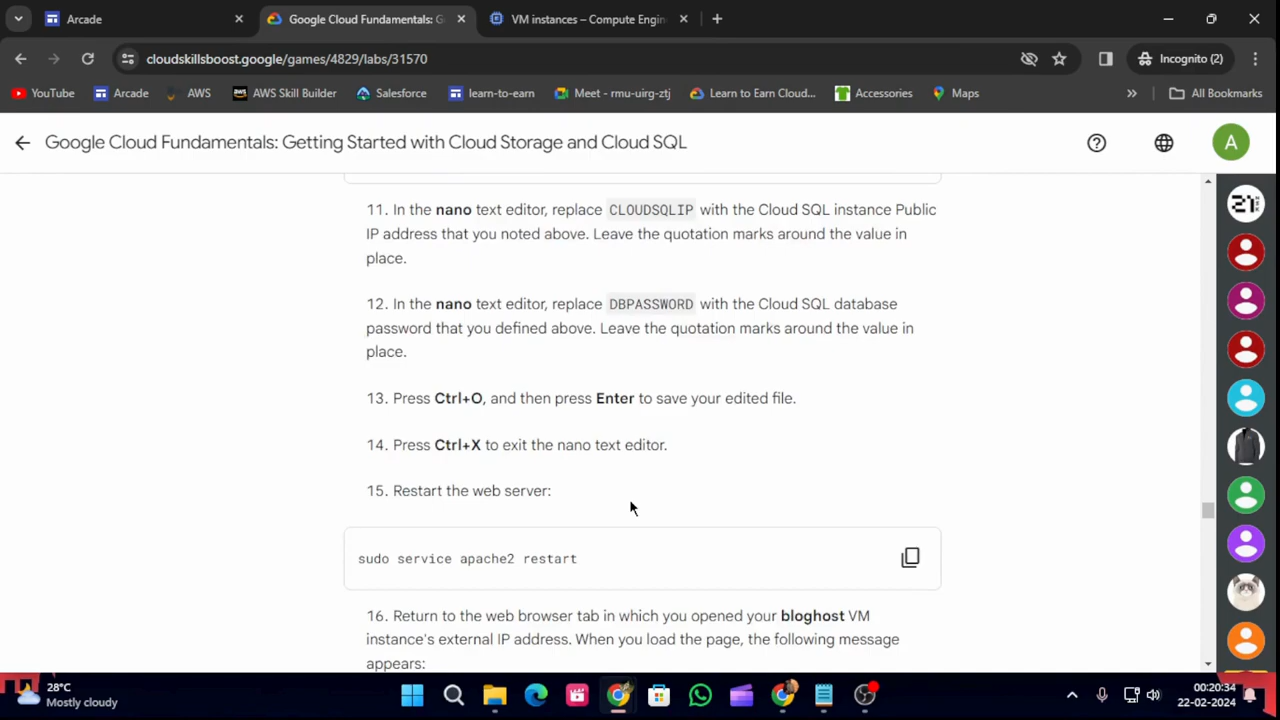 Arcade
Google Cloud Fundamentals: G
VM instances – Compute Engin
cloudskillsboost.google/games/4829/labs/31570
Incognito (2)
YouTube
Arcade
AWS
AWS Skill Builder
Salesforce
learn-to-earn
Meet - rmu-uirg-ztj
Learn to Earn Cloud...
Accessories
Maps
All Bookmarks
Google Cloud Fundamentals: Getting Started with Cloud Storage and Cloud SQL
A
11. In the nano text editor, replace CLOUDSQLIP with the Cloud SQL instance Public
IP address that you noted above. Leave the quotation marks around the value in
place.
12. In the nano text editor, replace DBPASSWORD with the Cloud SQL database
password that you defined above. Leave the quotation marks around the value in
place.
13. Press Ctrl+O, and then press Enter to save your edited file.
14. Press Ctrl+X to exit the nano text editor.
15. Restart the web server:
sudo service apache2 restart
16. Return to the web browser tab in which you opened your bloghost VM
instance's external IP address. When you load the page, the following message
appears:
28°C
Mostly cloudy
00:20:34
22-02-2024